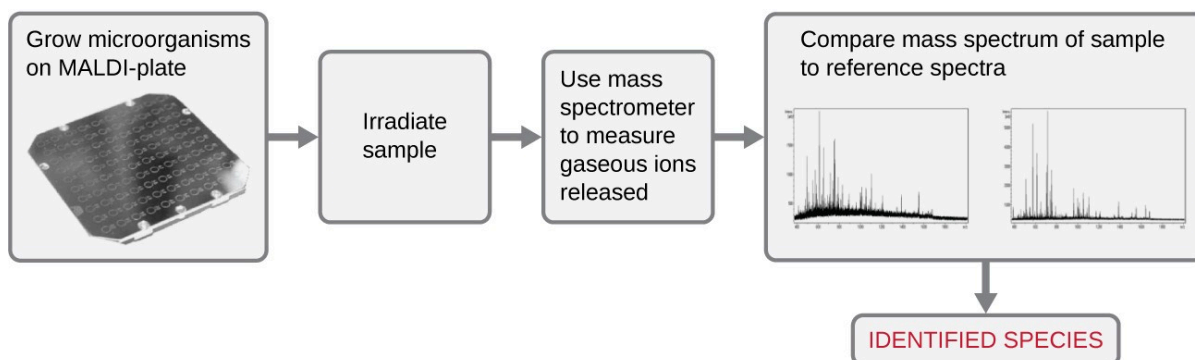 Grow microorganisms
on MALDI-plate
Irradiate
sample
Use mass
spectrometer
to measure
gaseous ions
released
Compare mass spectrum of sample
to reference spectra
IDENTIFIED SPECIES